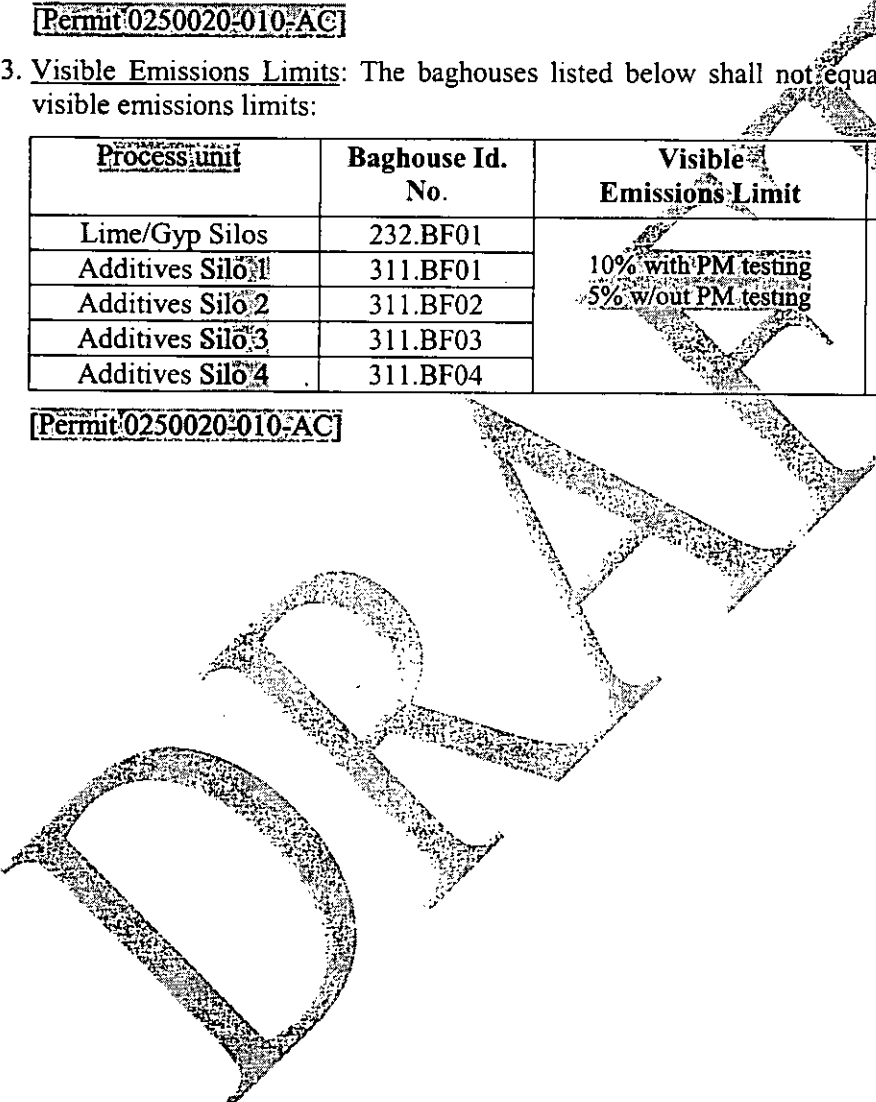 [Permit 0250020-010-AC]
3. Visible Emissions Limits: The baghouses listed below shall not equa
visible emissions limits:
Process unit
Baghouse Id.
No.
Visible
Emissions Limit
Lime/Gyp Silos
232.BF01
10% with PM testing
5% w/out PM testing
Additives Silo 1
311.BF01
Additives Silo 2
311.BF02
Additives Silo 3
311.BF03
Additives Silo 4
311.BF04
[Permit 0250020-010-AC]
DRAFT